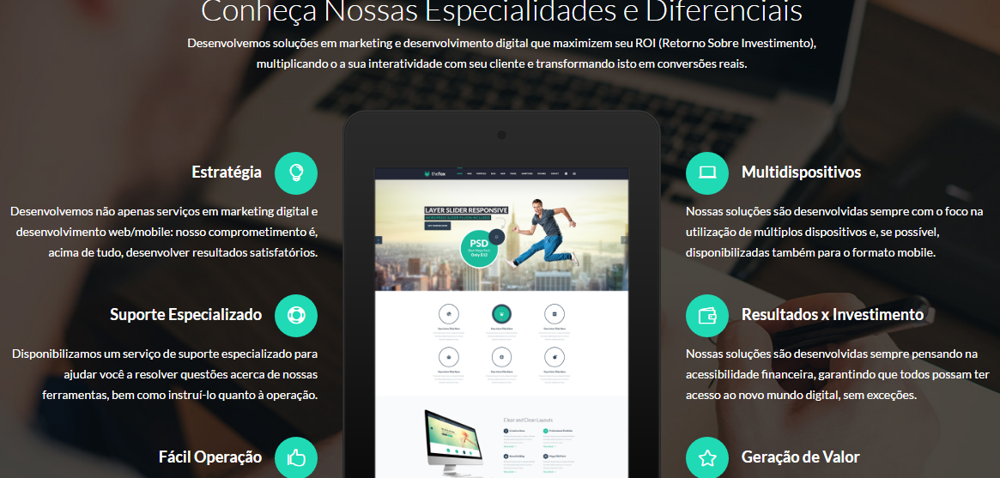 Conheça Nossas Especialidades e Diferenciais
Desenvolvemos soluções em marketing e desenvolvimento digital que maximizem seu ROI (Retorno Sobre Investimento),
multiplicando o a sua interatividade com seu cliente e transformando isto em conversões reais.
Estratégia
Desenvolvemos não apenas serviços em marketing digital e
desenvolvimento web/mobile: nosso comprometimento é,
acima de tudo, desenvolver resultados satisfatórios.
Suporte Especializado
Disponibilizamos um serviço de suporte especializado para
ajudar você a resolver questões acerca de nossas
ferramentas, bem como instruí-lo quanto à operação.
Fácil Operação
thefox
LAYER SLIDER RESPONSIVE
PSD
Only $12
Clear and Clean Layouts
Multidispositivos
Nossas soluções são desenvolvidas sempre com o foco na
utilização de múltiplos dispositivos e, se possível,
disponibilizadas também para o formato mobile.
Resultados x Investimento
Nossas soluções são desenvolvidas sempre pensando na
acessibilidade financeira, garantindo que todos possam ter
acesso ao novo mundo digital, sem exceções.
Geração de Valor